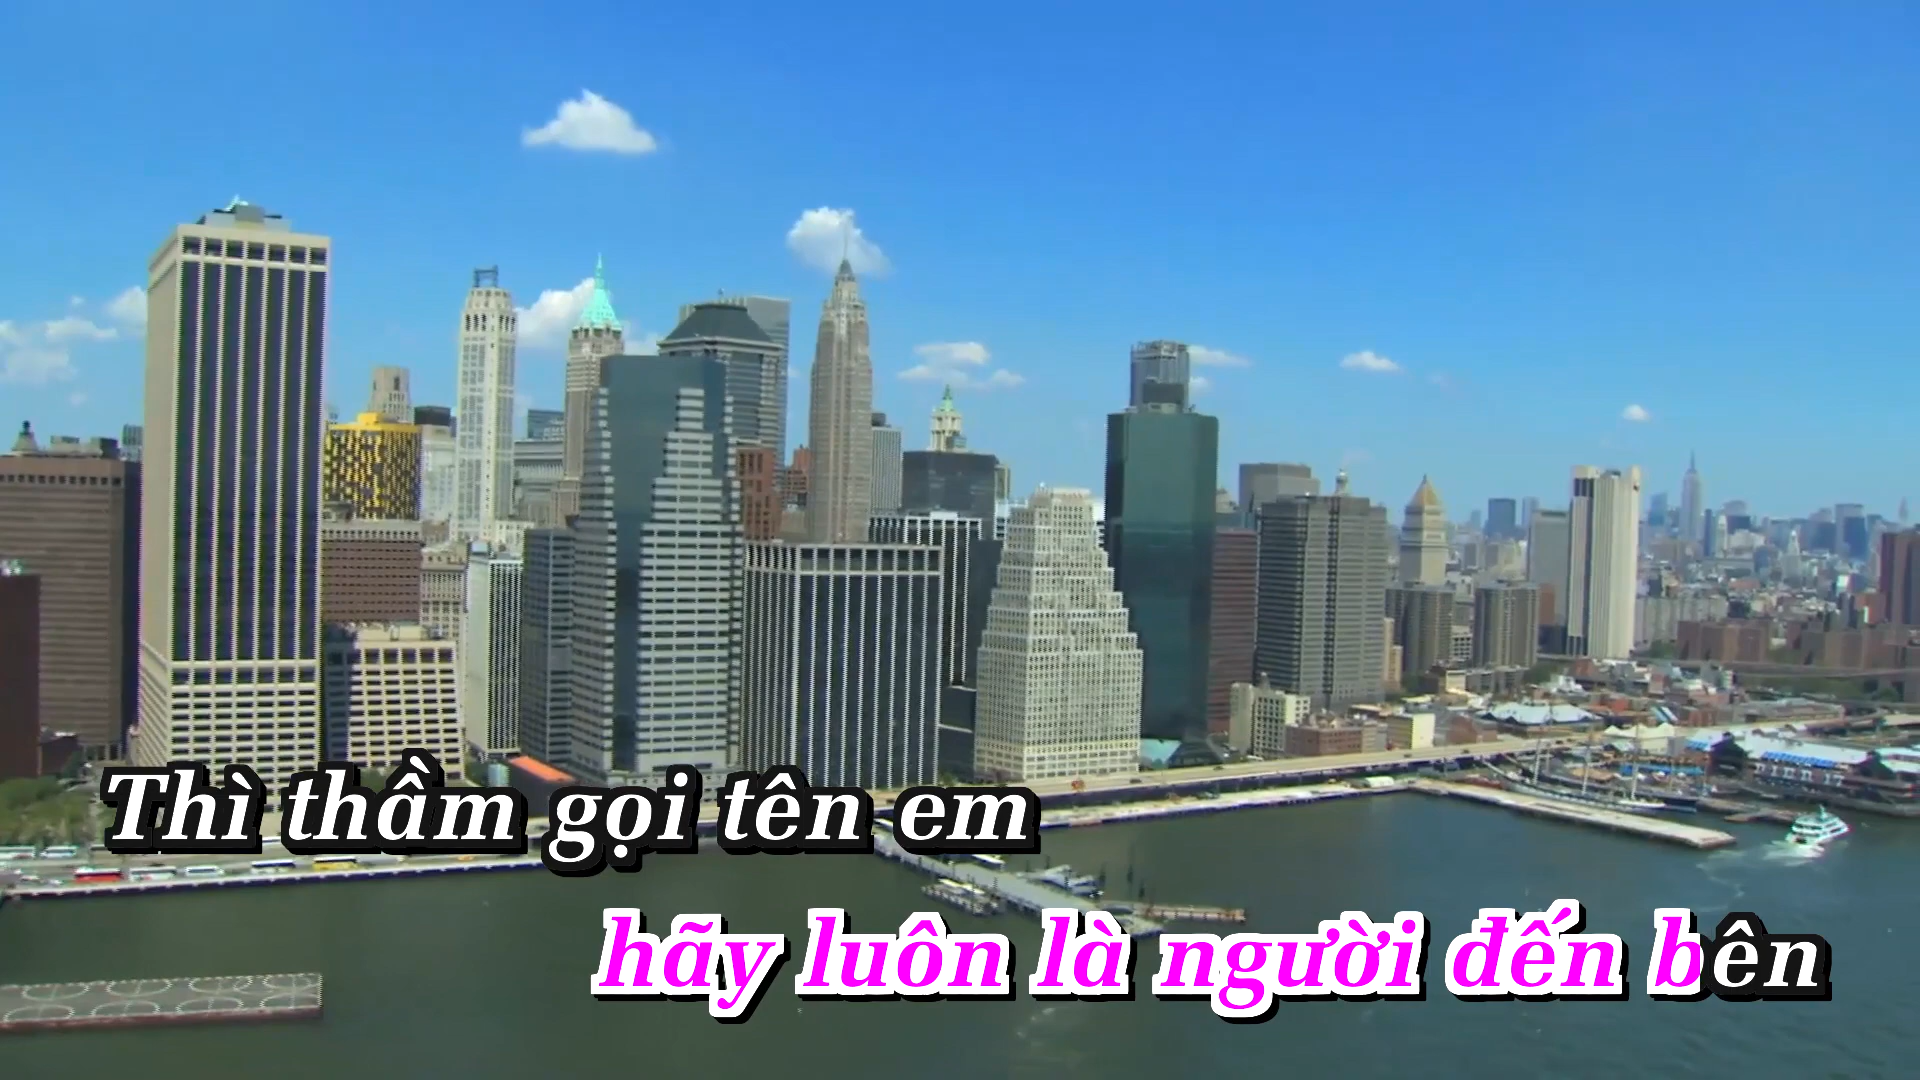 Thì thầm gọi tên em
hãy luôn là người đến bên